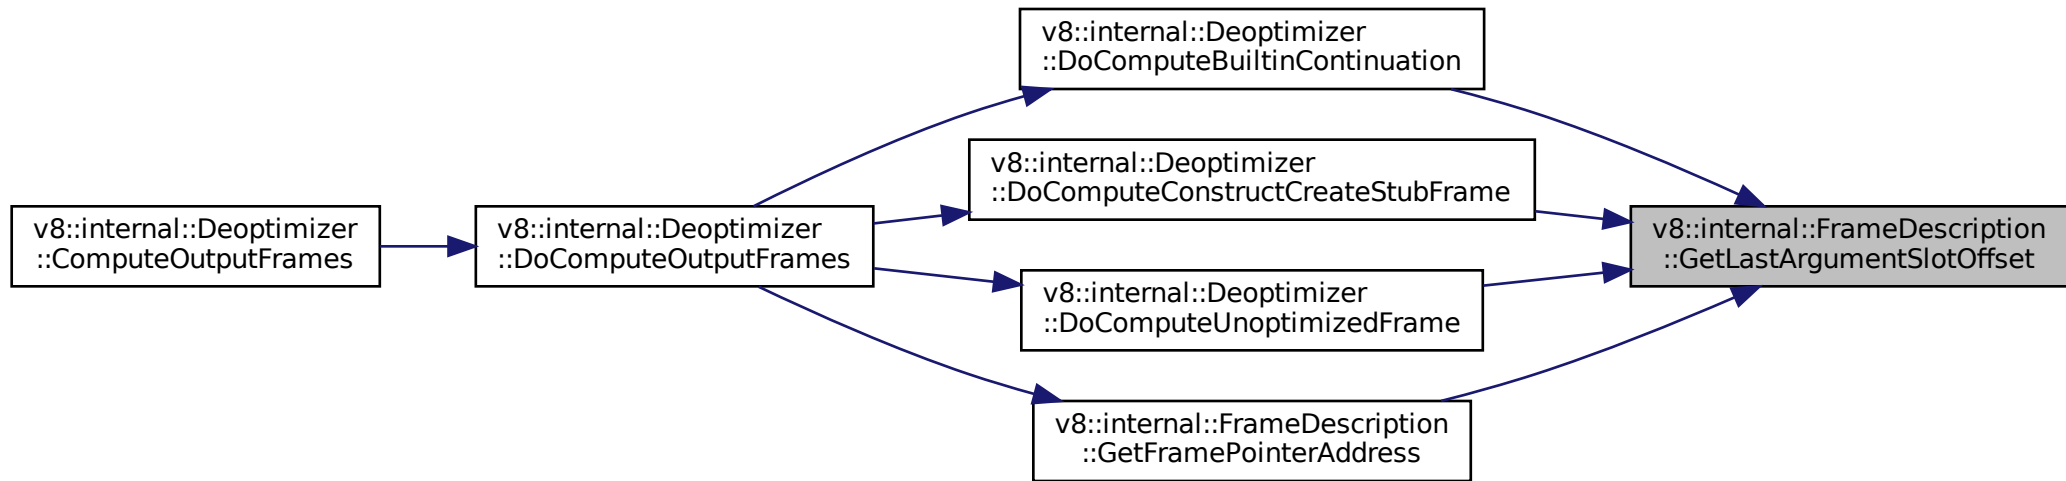 v8::internal::Deoptimizer
::DoComputeBuiltinContinuation
v8::internal::Deoptimizer
::DoComputeConstructCreateStubFrame
v8::internal::Deoptimizer
::ComputeOutputFrames
v8::internal::Deoptimizer
::DoComputeOutputFrames
v8::internal::FrameDescription
::GetLastArgumentSlotOffset
v8::internal::Deoptimizer
::DoComputeUnoptimizedFrame
v8::internal::FrameDescription
::GetFramePointerAddress